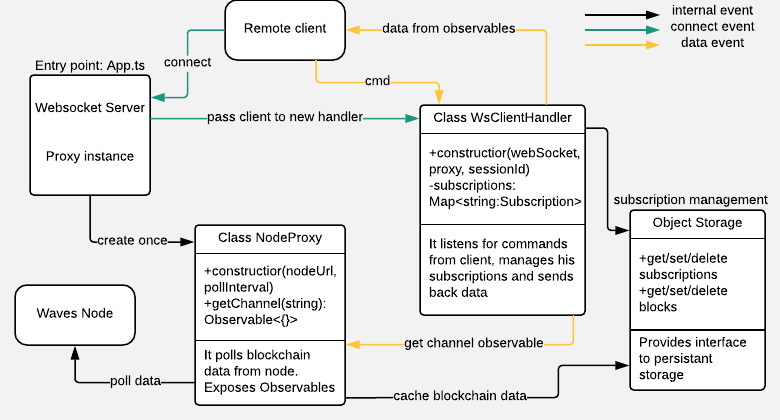 internal event
connect event
data event
Remote client
data from observables
connect
cmd
Entry point: App.ts
Websocket Server
Proxy instance
pass client to new handler
Class WsClientHandler
+constructior(webSocket,
proxy, sessionId)
-subscriptions:
Map<string:Subscription>
It listens for commands
from client, manages his
subscriptions and sends
back data
subscription management
Object Storage
+get/set/delete
subscriptions
+get/set/delete
blocks
Provides interface
to persistant
storage
create once
Class NodeProxy
+constructior(nodeUrl,
pollInterval)
+getChannel(string):
Observable<{}>
It polls blockchain
data from node.
Exposes Observables
Waves Node
poll data
get channel observable
cache blockchain data